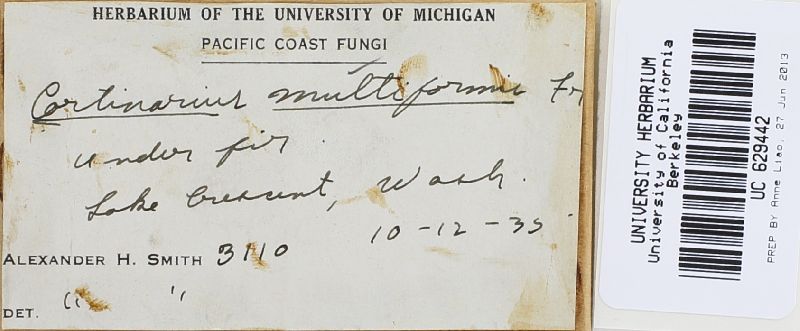 HERBARIUM OF THE UNIVERSITY OF MICHIGAN
PACIFIC COAST FUNGI
Cortinarius multiformis Fr
under fir.
Lake Crescent, Wash.
10-12-35
ALEXANDER H. SMITH 3110
DET. " "
UNIVERSITY HERBARIUM
University of California
Berkeley
UC 629442
PREP BY Anne Liao, 27 Jun 2013